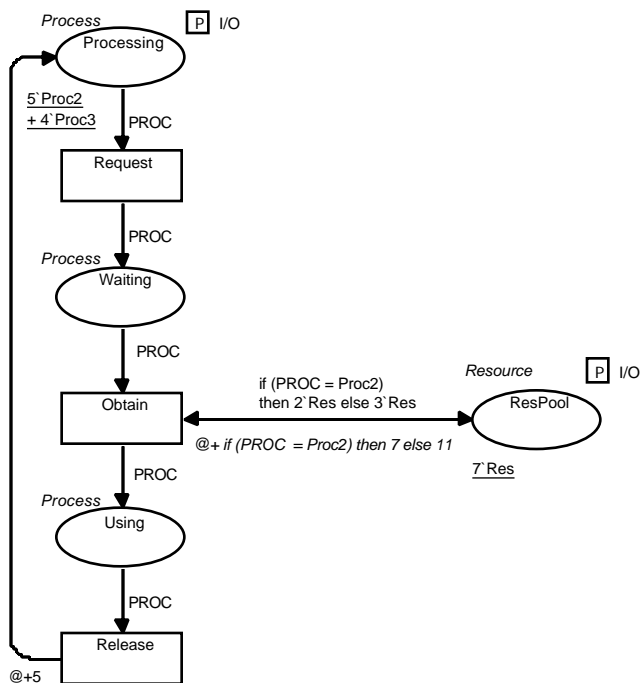 Process
P I/O
Processing
5`Proc2
+ 4`Proc3
PROC
Request
PROC
Process
Waiting
PROC
if (PROC = Proc2)
then 2`Res else 3`Res
Resource
P I/O
Obtain
ResPool
@+ if (PROC = Proc2) then 7 else 11
7`Res
PROC
Process
Using
PROC
Release
@+5